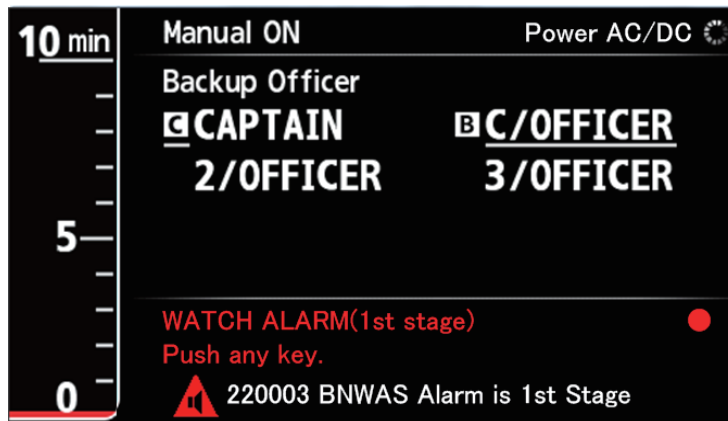 10 min
Manual ON Power AC/DC
Backup Officer
C CAPTAIN B C/OFFICER
2/OFFICER 3/OFFICER
5
WATCH ALARM(1st stage)
Push any key.
0
220003 BNWAS Alarm is 1st Stage